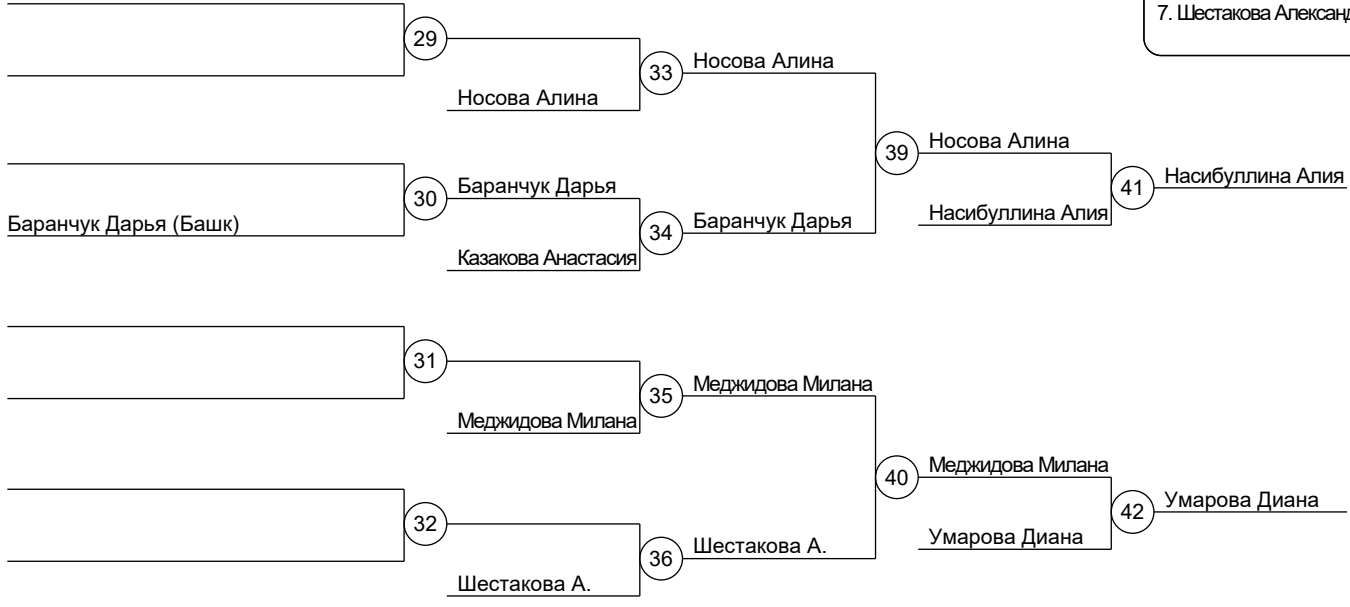 7. Шестакова Александ
29
33
Носова Алина
Носова Алина
39
Носова Алина
41
Насибуллина Алия
30
Баранчук Дарья
Баранчук Дарья (Башк)
34
Баранчук Дарья
Насибуллина Алия
Казакова Анастасия
31
35
Меджидова Милана
Меджидова Милана
40
Меджидова Милана
42
Умарова Диана
32
Умарова Диана
36
Шестакова А.
Шестакова А.